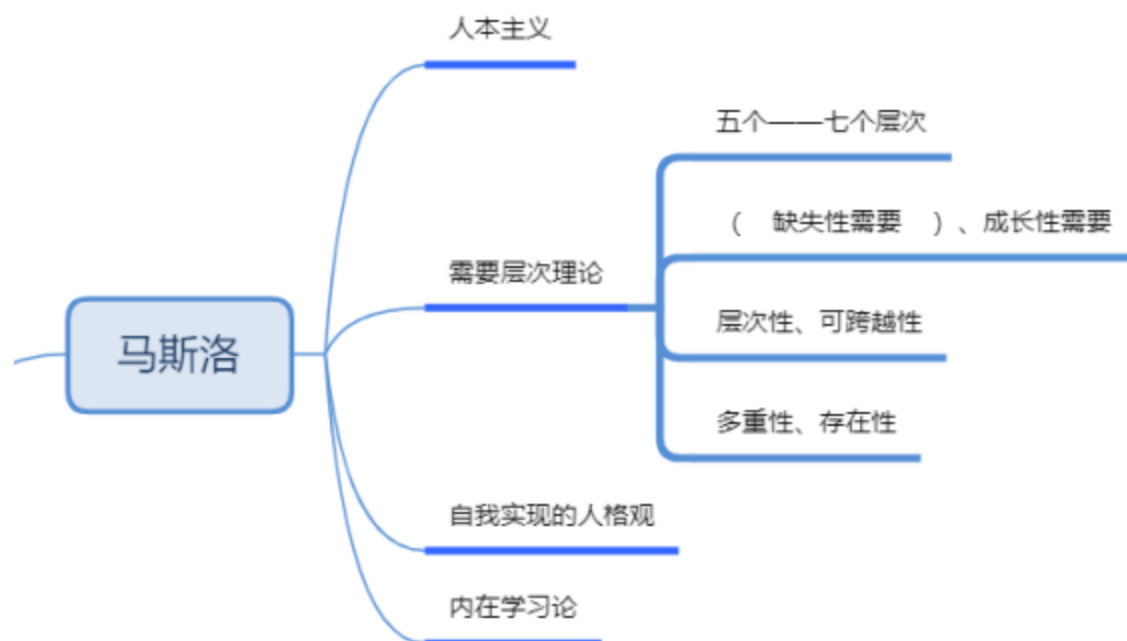 人本主义
五个——七个层次
（ 缺失性需要 ）、成长性需要
需要层次理论
层次性、可跨越性
马斯洛
多重性、存在性
自我实现的人格观
内在学习论